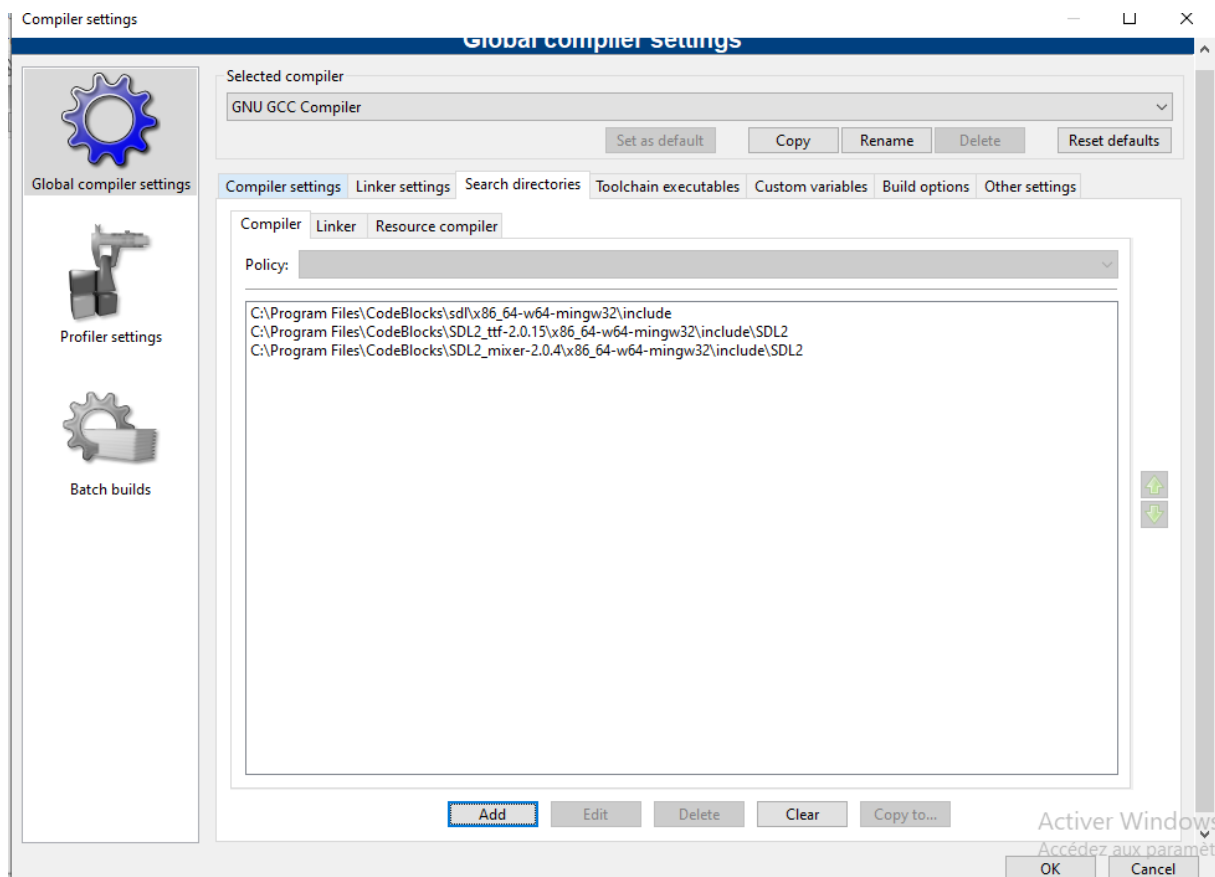 Compiler settings
Global compiler settings
Selected compiler
GNU GCC Compiler
Set as default Copy Rename Delete Reset defaults
Global compiler settings
Compiler settings Linker settings Search directories Toolchain executables Custom variables Build options Other settings
Compiler Linker Resource compiler
Policy:
C:\Program Files\CodeBlocks\sdl\x86_64-w64-mingw32\include
C:\Program Files\CodeBlocks\SDL2_ttf-2.0.15\x86_64-w64-mingw32\include\SDL2
C:\Program Files\CodeBlocks\SDL2_mixer-2.0.4\x86_64-w64-mingw32\include\SDL2
Profiler settings
Batch builds
Add Edit Delete Clear Copy to...
Activer Windows
Accédez aux paramèt
OK Cancel